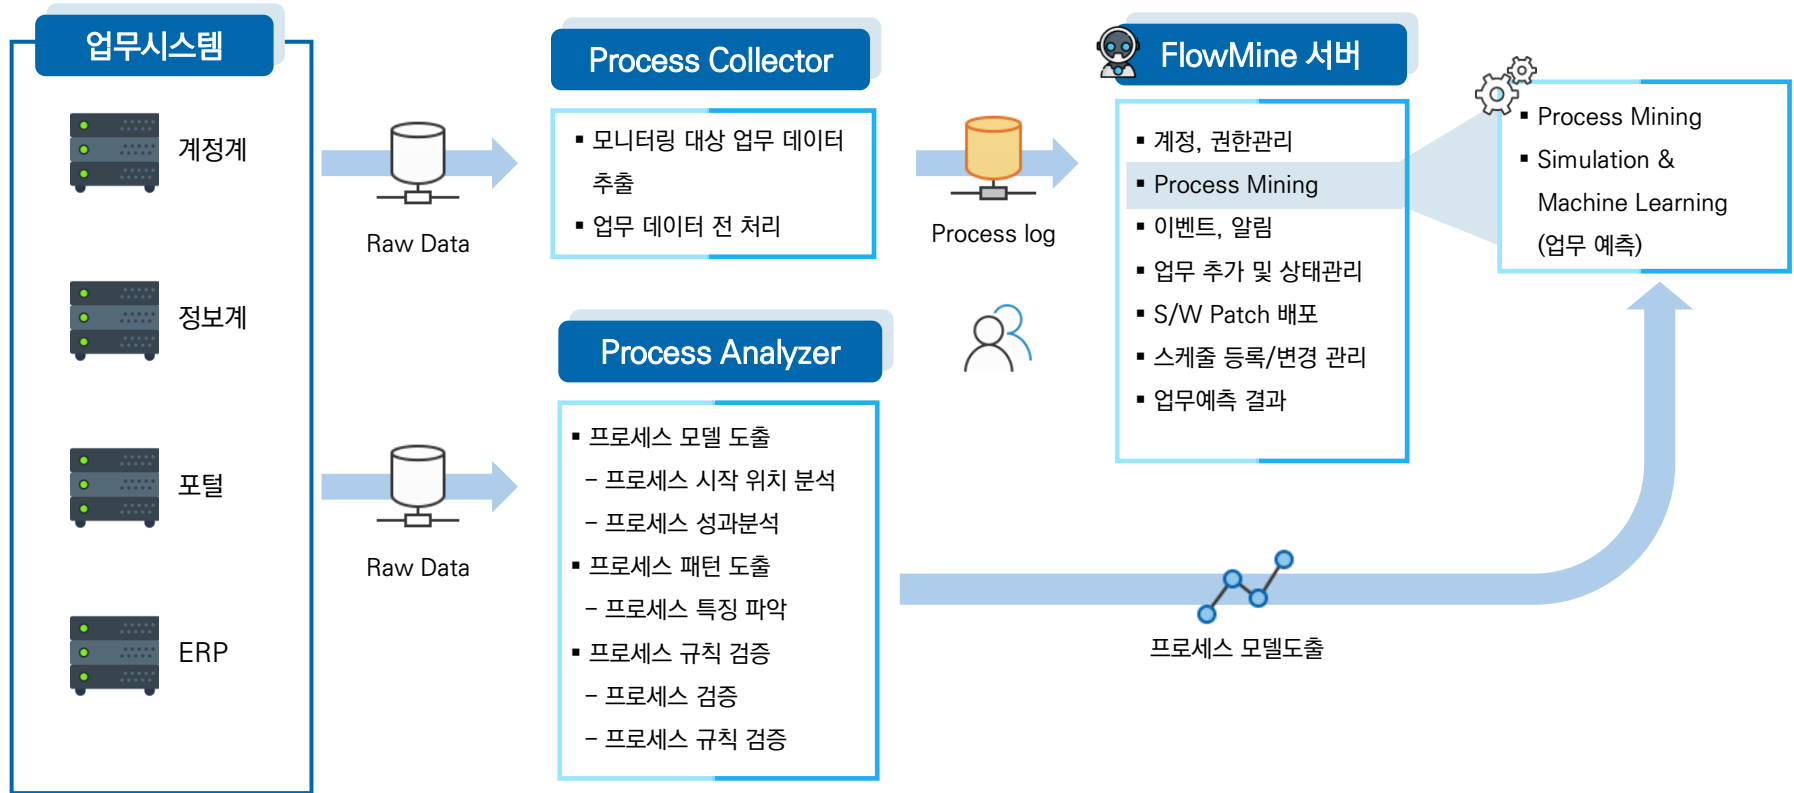 업무시스템
계정계
정보계
포털
ERP
Raw Data
Raw Data
Process Collector
▪ 모니터링 대상 업무 데이터
추출
▪ 업무 데이터 전 처리
Process Analyzer
▪ 프로세스 모델 도출
– 프로세스 시작 위치 분석
– 프로세스 성과분석
▪ 프로세스 패턴 도출
– 프로세스 특징 파악
▪ 프로세스 규칙 검증
– 프로세스 검증
– 프로세스 규칙 검증
Process log
FlowMine 서버
▪ 계정, 권한관리
▪ Process Mining
▪ 이벤트, 알림
▪ 업무 추가 및 상태관리
▪ S/W Patch 배포
▪ 스케줄 등록/변경 관리
▪ 업무예측 결과
▪ Process Mining
▪ Simulation &
Machine Learning
(업무 예측)
프로세스 모델도출